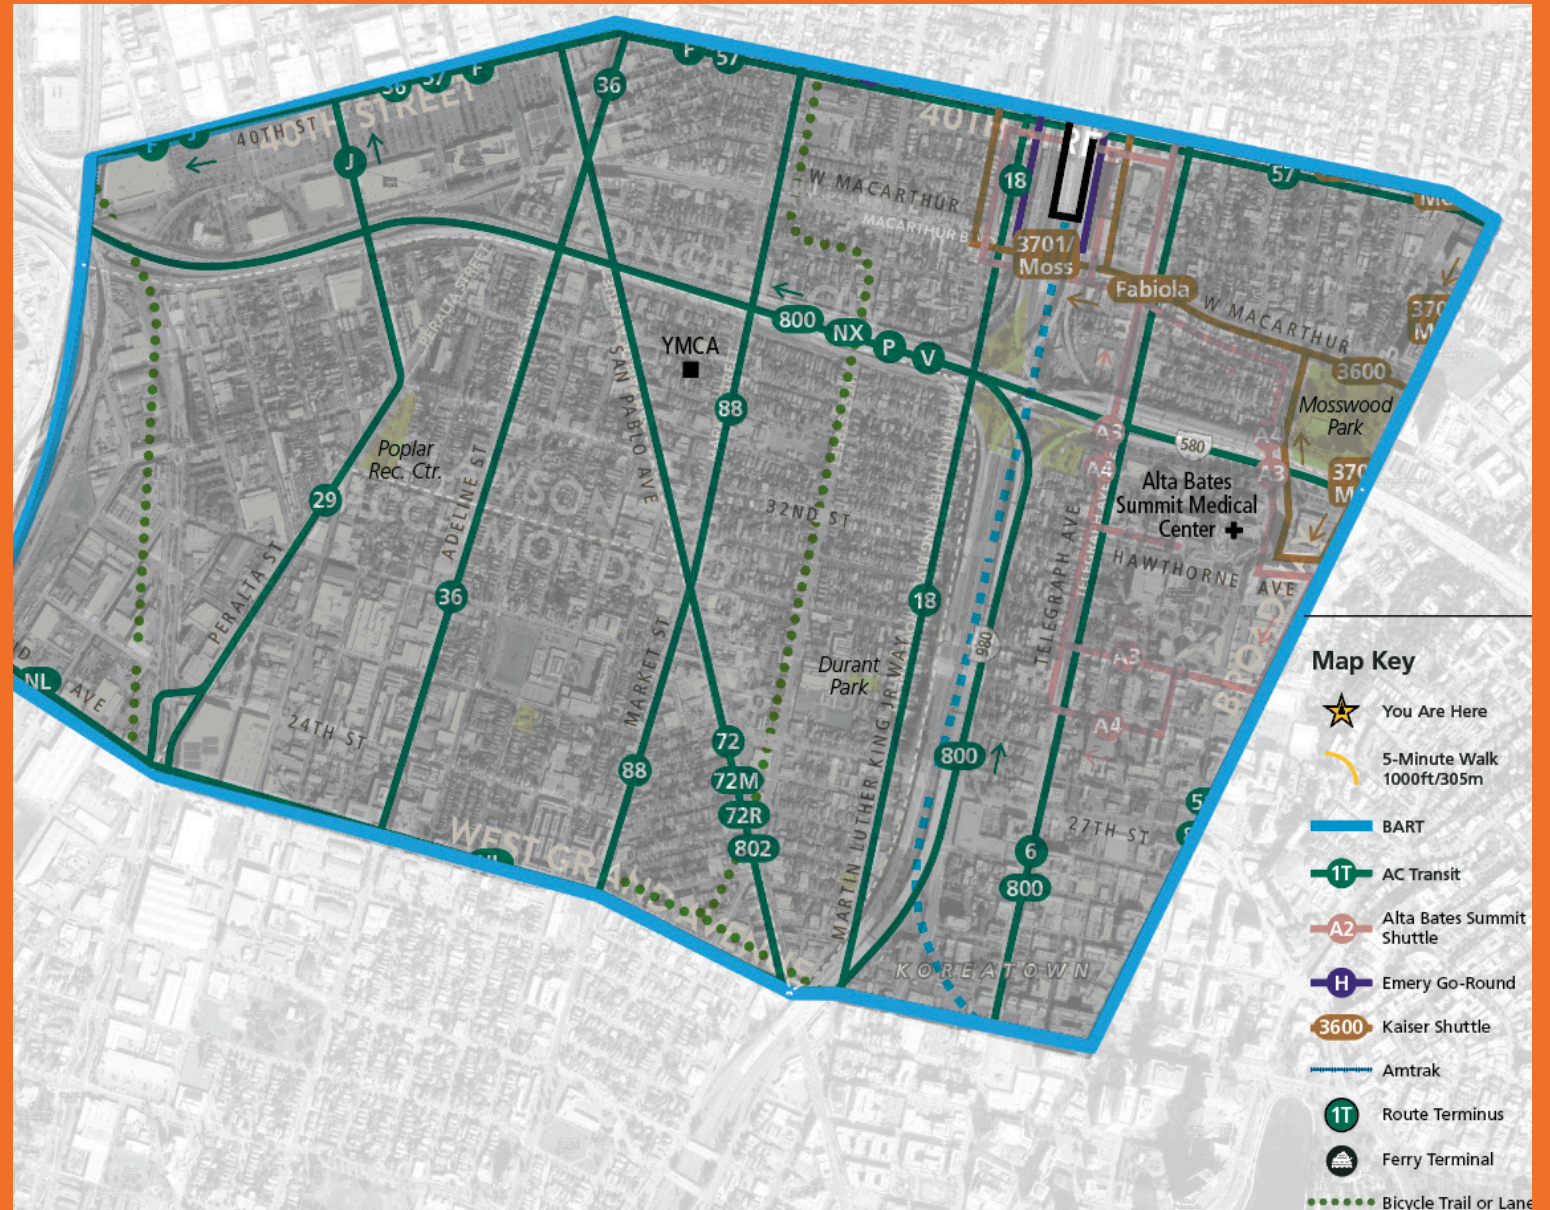 F
57
36
F
36
57
F
J
40TH ST
40TH STREET
40TH
J
18
57
W MACARTHUR
3701/
Moss
Fabiola
W MACARTHUR
800
NX
P
V
YMCA
SAN PABLO AVE
88
3600
Mosswood
Park
Poplar
Rec. Ctr.
ADELINE ST
A3
580
A3
A4
Alta Bates
Summit Medical
Center
29
32ND ST
HAWTHORNE
AVE
PERALTA ST
36
18
980
TELEGRAPH AVE
A3
Durant
Park
MARKET ST
NL
AVE
24TH ST
A4
72
72M
72R
802
88
800
MARTIN LUTHER KING JR WAY
27TH ST
6
800
WEST GRAND AVE
KOREATOWN
Map Key
You Are Here
5-Minute Walk
1000ft/305m
BART
1T AC Transit
A2 Alta Bates Summit
Shuttle
H Emery Go-Round
3600 Kaiser Shuttle
Amtrak
1T Route Terminus
Ferry Terminal
Bicycle Trail or Lane